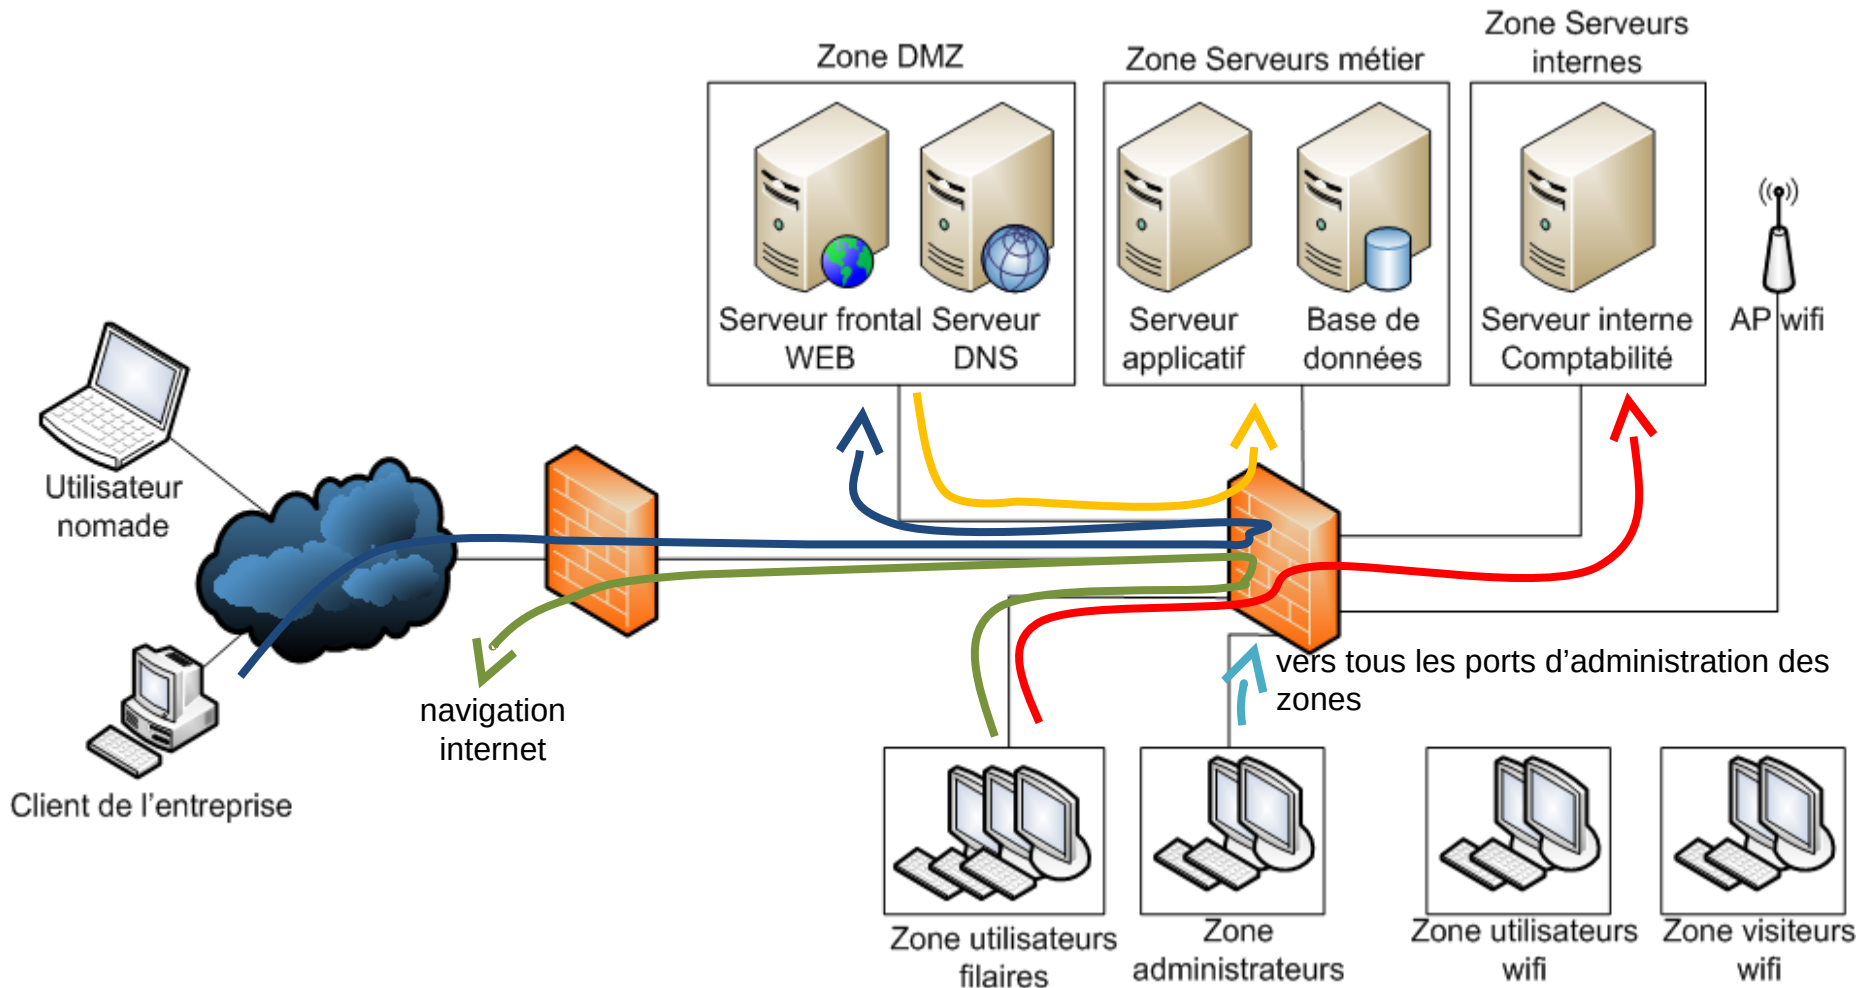 Zone DMZ
Zone Serveurs métier
Zone Serveurs
internes
Serveur frontal
WEB
Serveur
DNS
Serveur
applicatif
Base de
données
Serveur interne
Comptabilité
AP wifi
Utilisateur
nomade
Client de l'entreprise
navigation
internet
vers tous les ports d’administration des
zones
Zone utilisateurs
filaires
Zone
administrateurs
Zone utilisateurs
wifi
Zone visiteurs
wifi